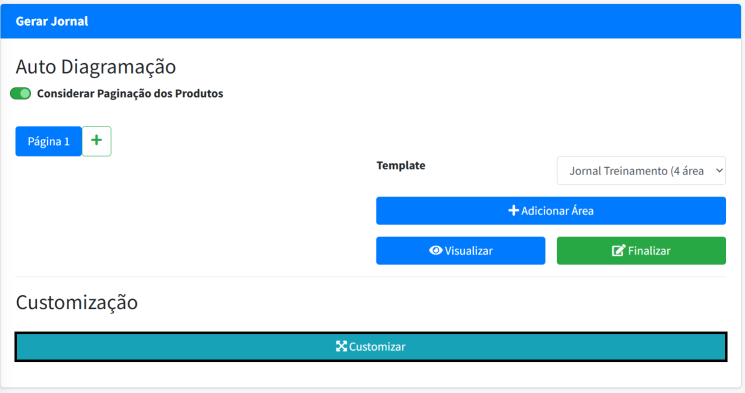 Gerar Jornal
Auto Diagramação
Considerar Paginação dos Produtos
Página 1 +
Template
Jornal Treinamento (4 área
+ Adicionar Área
Visualizar
Finalizar
Customização
Customizar